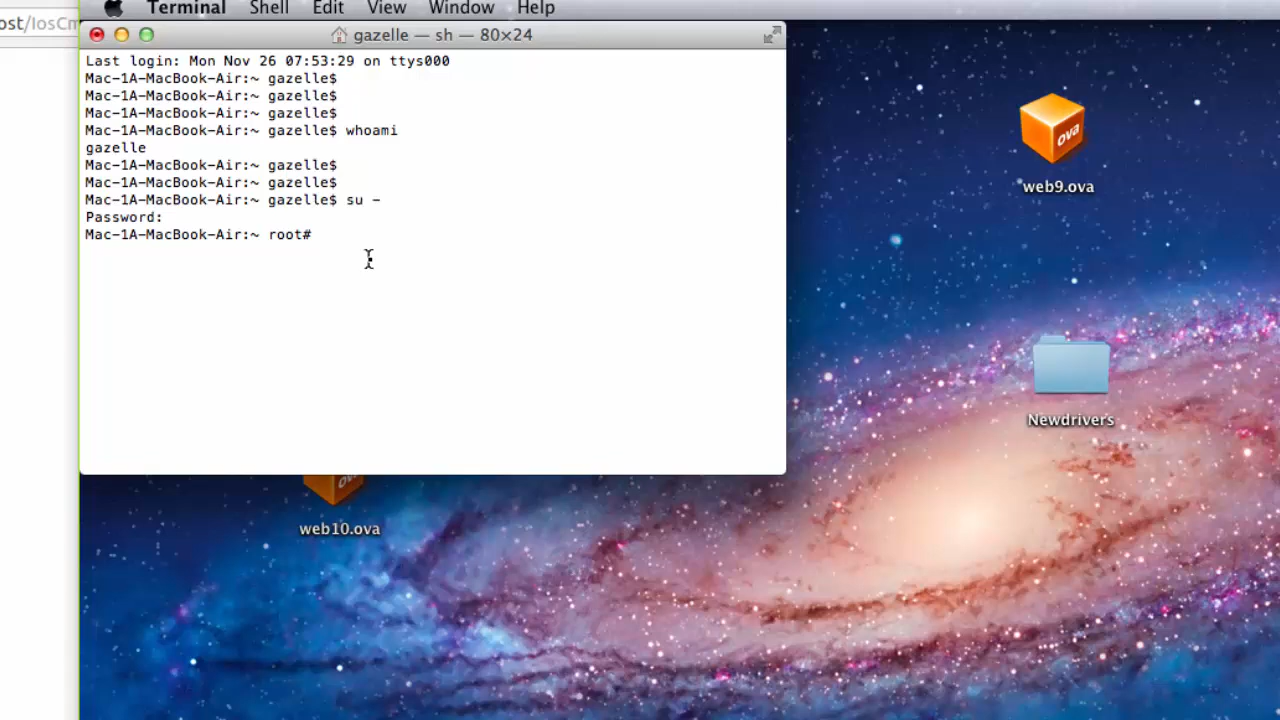 ost/IosCm
Terminal Shell Edit View Window Help
gazelle — sh — 80×24
Last login: Mon Nov 26 07:53:29 on ttys000
Mac-1A-MacBook-Air:~ gazelle$
Mac-1A-MacBook-Air:~ gazelle$
Mac-1A-MacBook-Air:~ gazelle$
Mac-1A-MacBook-Air:~ gazelle$ whoami
gazelle
Mac-1A-MacBook-Air:~ gazelle$
Mac-1A-MacBook-Air:~ gazelle$
Mac-1A-MacBook-Air:~ gazelle$ su -
Password:
Mac-1A-MacBook-Air:~ root#
ova
web9.ova
Newdrivers
web10.ova